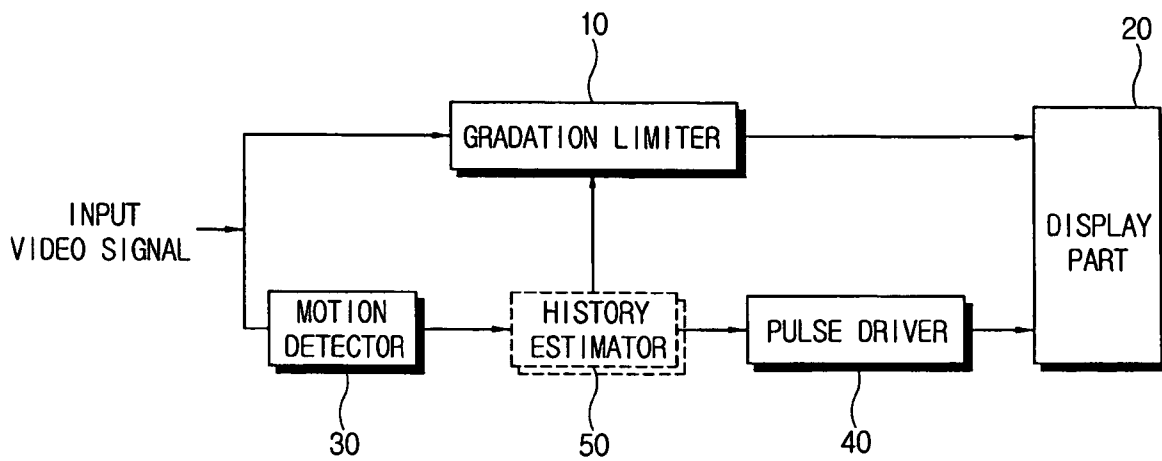 10
20
GRADATION LIMITER
INPUT
VIDEO SIGNAL
DISPLAY
PART
MOTION
DETECTOR
HISTORY
ESTIMATOR
PULSE DRIVER
30
50
40